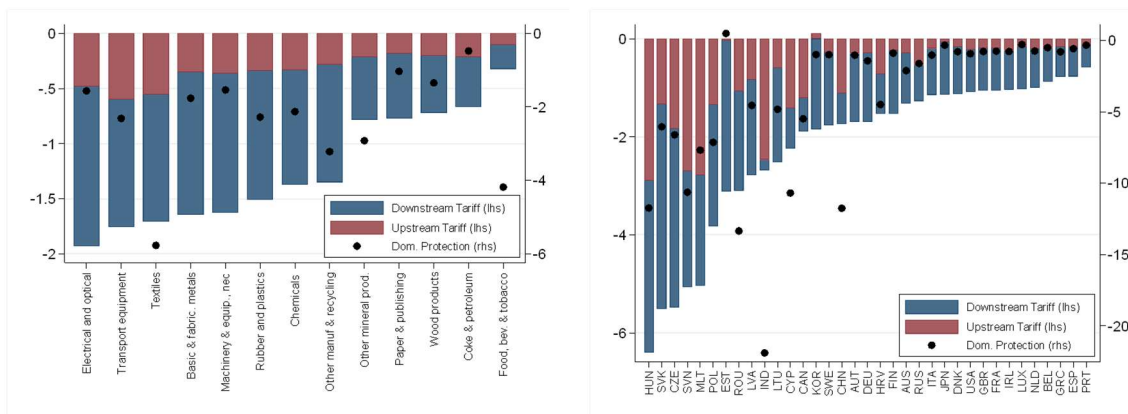 0
-.5
-1
-1.5
-2
0
-2
-4
-6
Downstream Tariff (lhs)
Upstream Tariff (lhs)
Dom. Protection (rhs)
Electrical and optical
Transport equipment
Textiles
Basic & fabric. metals
Machinery & equip., nec
Rubber and plastics
Chemicals
Other manuf & recycling
Other mineral prod.
Paper & publishing
Wood products
Coke & petroleum
Food, bev. & tobacco
0
-2
-4
-6
0
-5
-10
-15
-20
Downstream Tariff (lhs)
Upstream Tariff (lhs)
Dom. Protection (rhs)
HUN
SVK
CZE
SVN
MLT
POL
EST
ROU
LVA
IND
LTU
CYP
CAN
KOR
SWE
CHN
AUT
DEU
HRV
FIN
AUS
RUS
ITA
JPN
DNK
USA
GBR
FRA
IRL
LUX
NLD
BEL
GRC
ESP
PRT